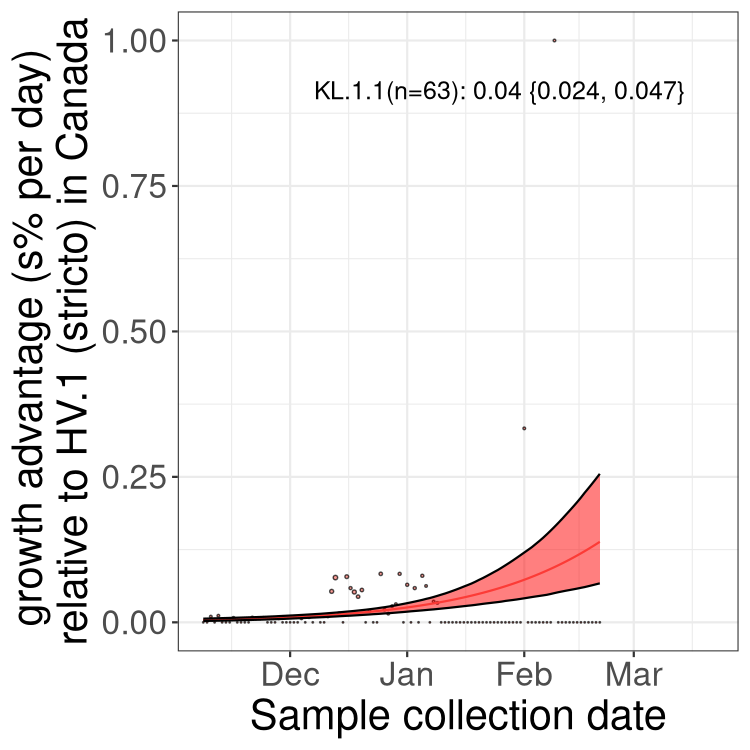 growth advantage (s% per day)
relative to HV.1 (stricto) in Canada
1.00
KL.1.1(n=63): 0.04 {0.024, 0.047}
0.75
0.50
0.25
0.00
Dec Jan Feb Mar
Sample collection date